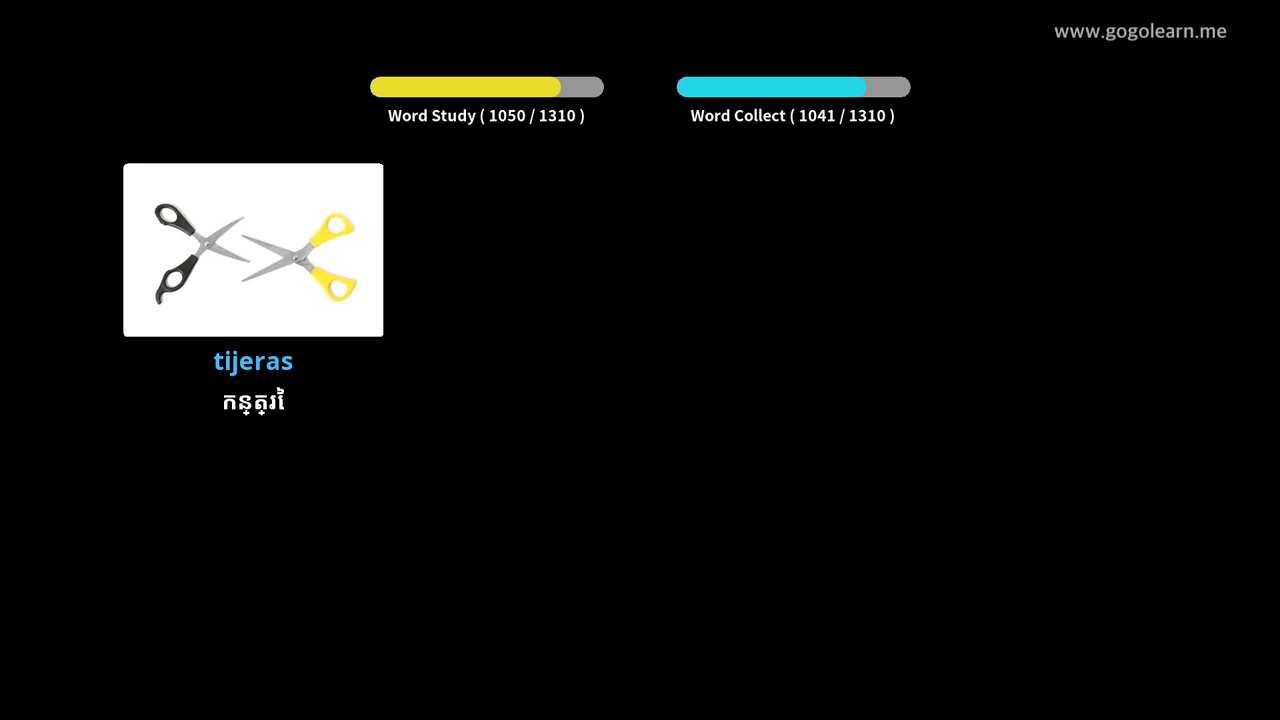 www.gogolearn.me
Word Study ( 1050 / 1310 )
Word Collect ( 1041 / 1310 )
tijeras
កន្ត្រៃ